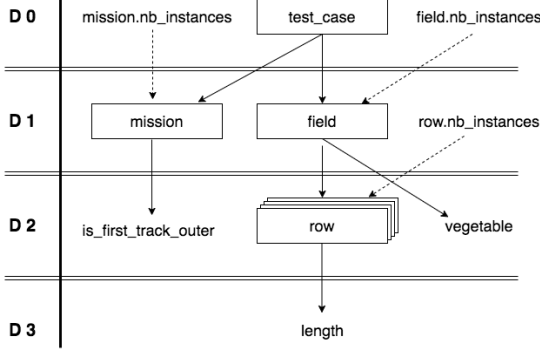 D 0
mission.nb_instances
test_case
field.nb_instances
D 1
mission
field
row.nb_instances
D 2
is_first_track_outer
row
vegetable
D 3
length